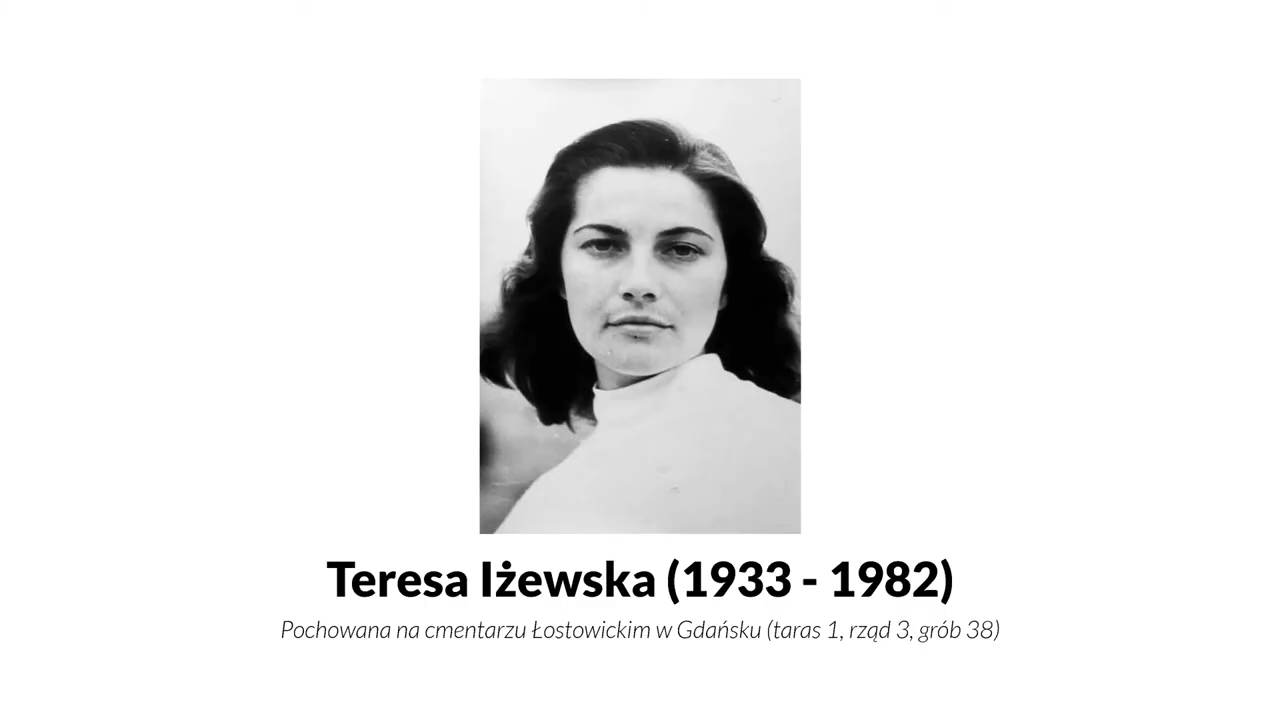 Teresa Iżewska (1933 - 1982)
Pochowana na cmentarzu Łostowickim w Gdańsku (taras 1, rząd 3, grób 38)